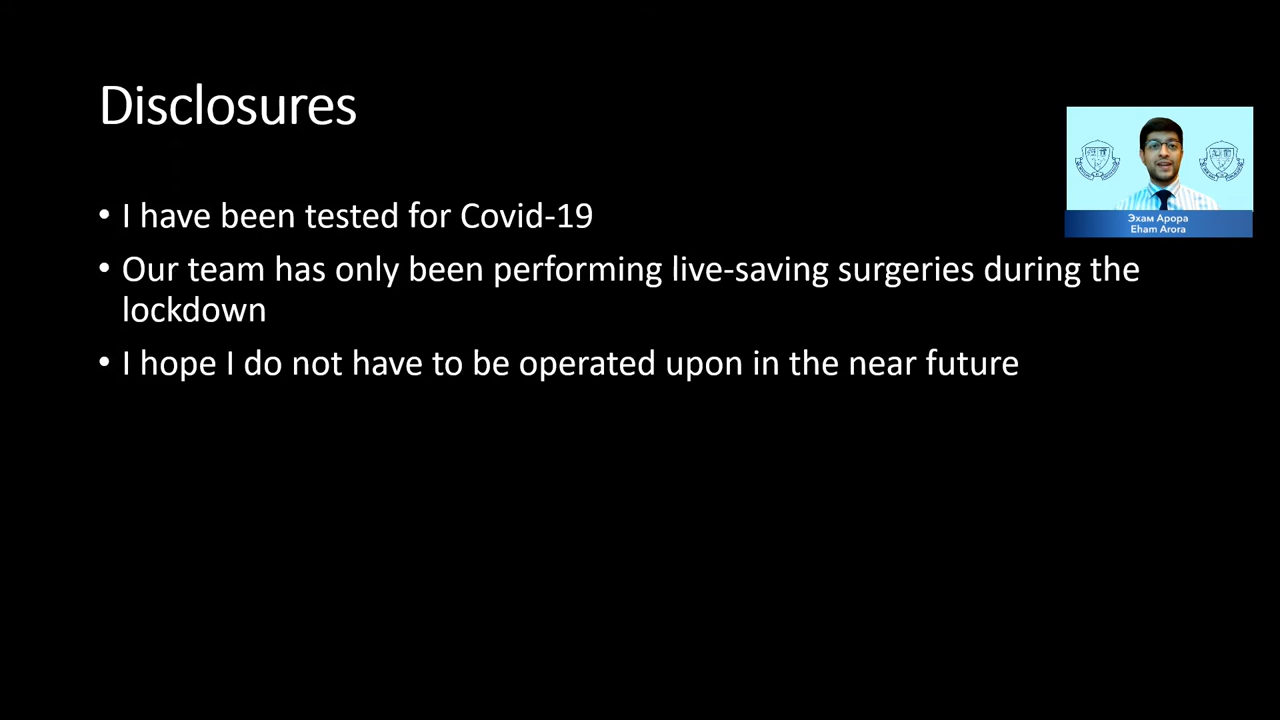 Disclosures
• I have been tested for Covid-19
• Our team has only been performing live-saving surgeries during the
lockdown
• I hope I do not have to be operated upon in the near future
Эхам Арора
Eham Arora